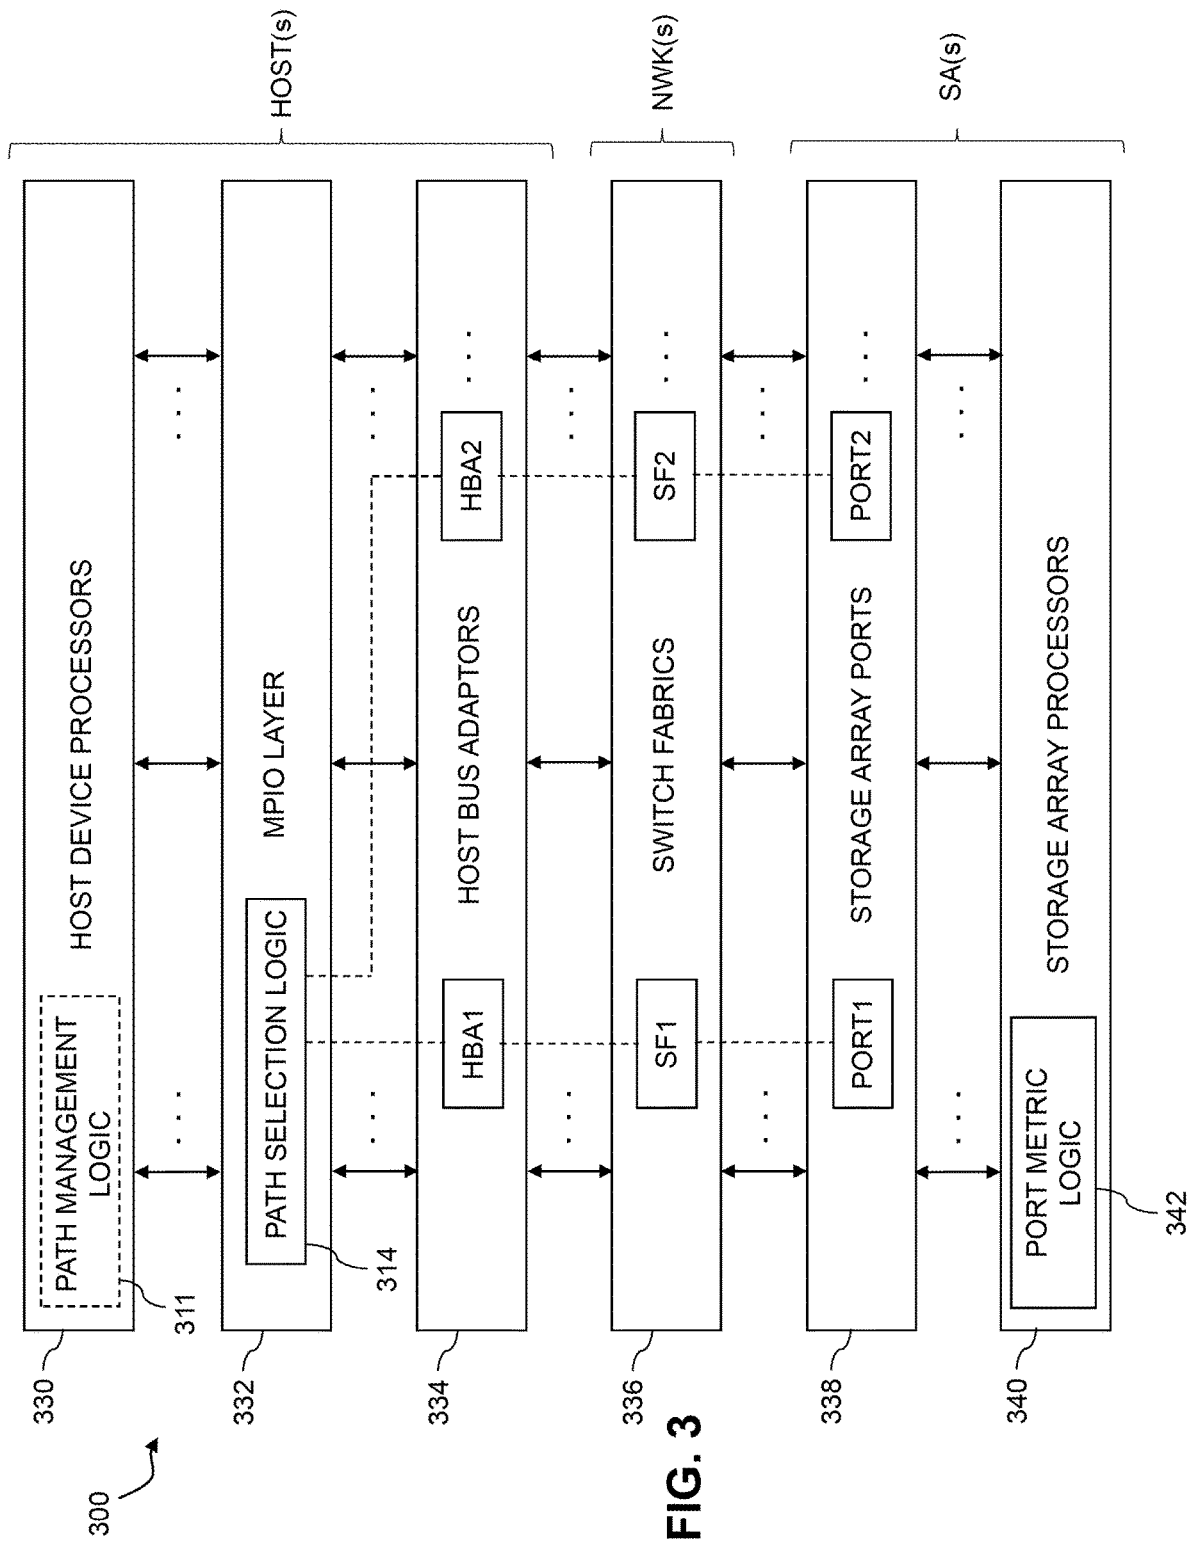 300
330
HOST DEVICE PROCESSORS
PATH MANAGEMENT
LOGIC
311
HOST(s)
332
MPIO LAYER
PATH SELECTION LOGIC
314
334
HOST BUS ADAPTORS
HBA1
HBA2
336
SWITCH FABRICS
SF1
SF2
NWK(s)
338
STORAGE ARRAY PORTS
PORT1
PORT2
SA(s)
340
STORAGE ARRAY PROCESSORS
PORT METRIC
LOGIC
342
FIG. 3